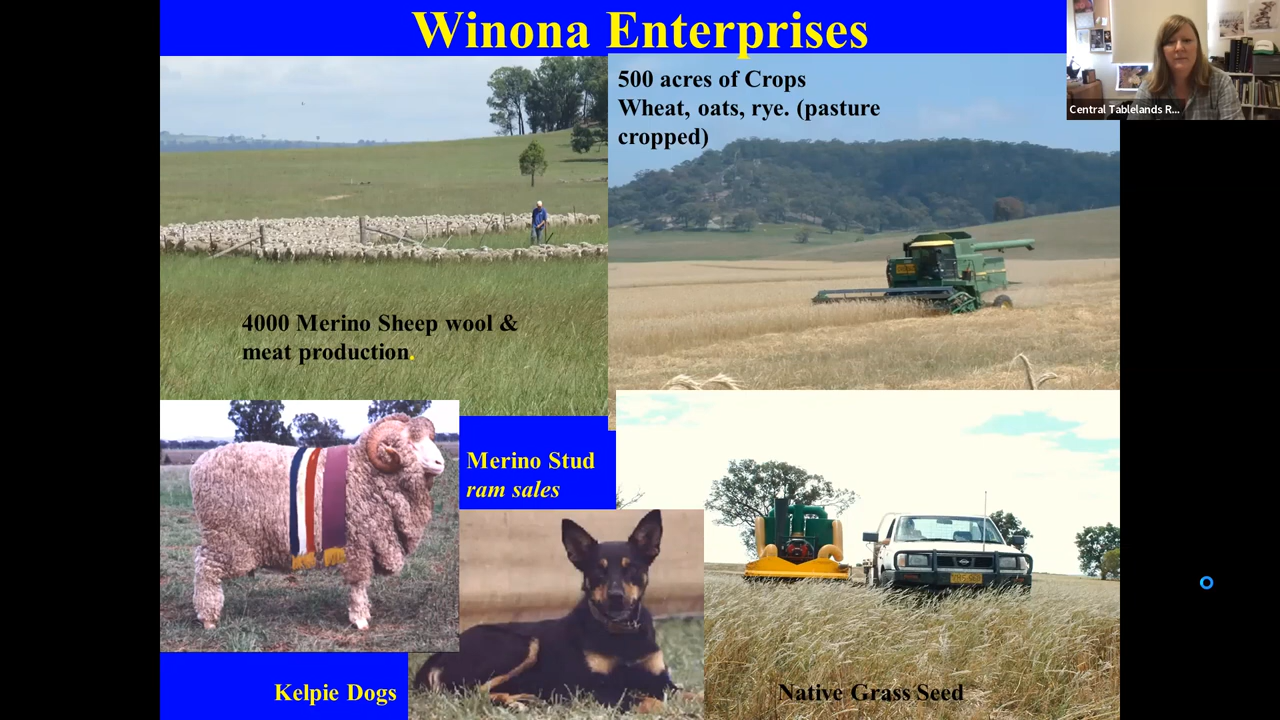 Winona Enterprises
500 acres of Crops
Wheat, oats, rye. (pasture
cropped)
Central Tablelands R...
4000 Merino Sheep wool &
meat production.
Merino Stud
ram sales
Kelpie Dogs
Native Grass Seed